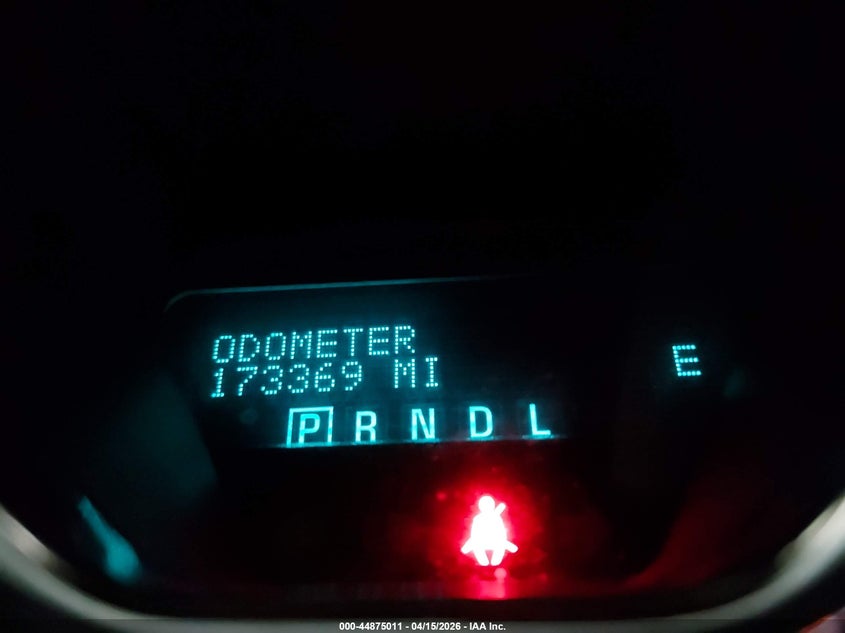 ODOMETER
173369 MI
E
P R N D L
000-44875011 - 04/15/2026 - IAA Inc.